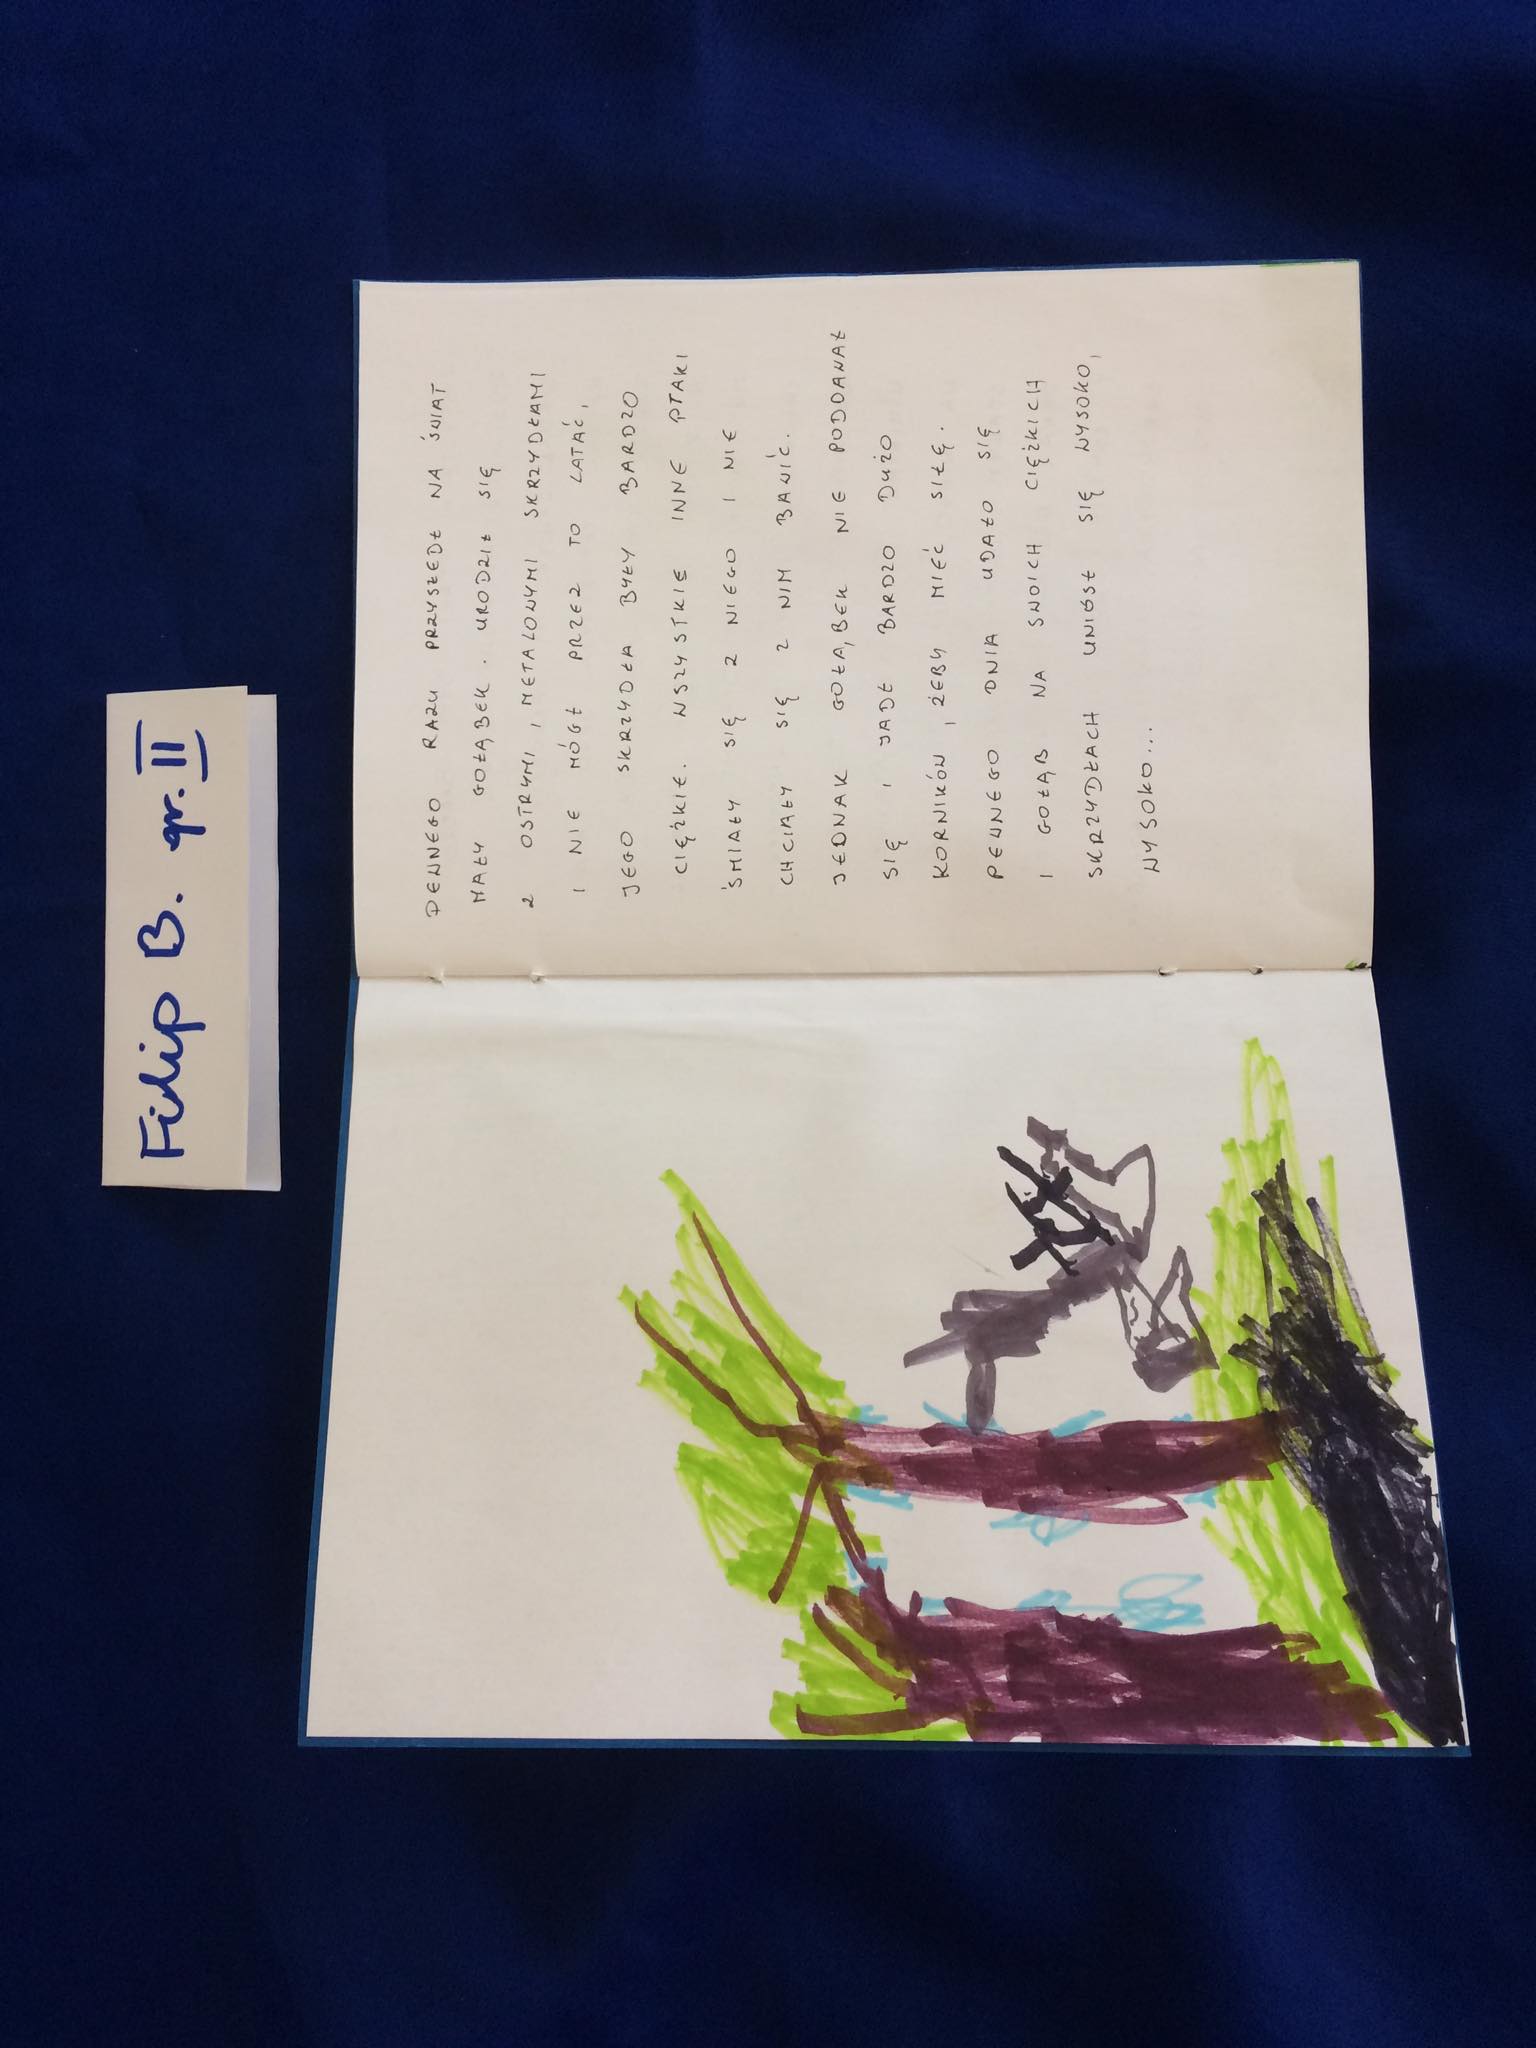 Filip B. gr. II
PEWNEGO RAZU PRZYSZEDŁ NA ŚWIAT
MAŁY GOŁĄBEK. URODZIŁ SIĘ
Z OSTRYMI, METALOWYMI SKRZYDŁAMI
I NIE MÓGŁ PRZEZ TO LATAĆ,
JEGO SKRZYDŁA BYŁY BARDZO
CIĘŻKIE. WSZYSTKIE INNE PTAKI
ŚMIAŁY SIĘ Z NIEGO I NIE
CHCIAŁY SIĘ Z NIM BAWIĆ.
JEDNAK GOŁĄBEK NIE PODDAWAŁ
SIĘ I JADŁ BARDZO DUŻO
KORNIKÓW, ŻEBY MIEĆ SIŁĘ.
PEWNEGO DNIA UDAŁO SIĘ
I GOŁĄB NA SWOICH CIĘŻKICH
SKRZYDŁACH UNIÓSŁ SIĘ WYSOKO,
WYSOKO...